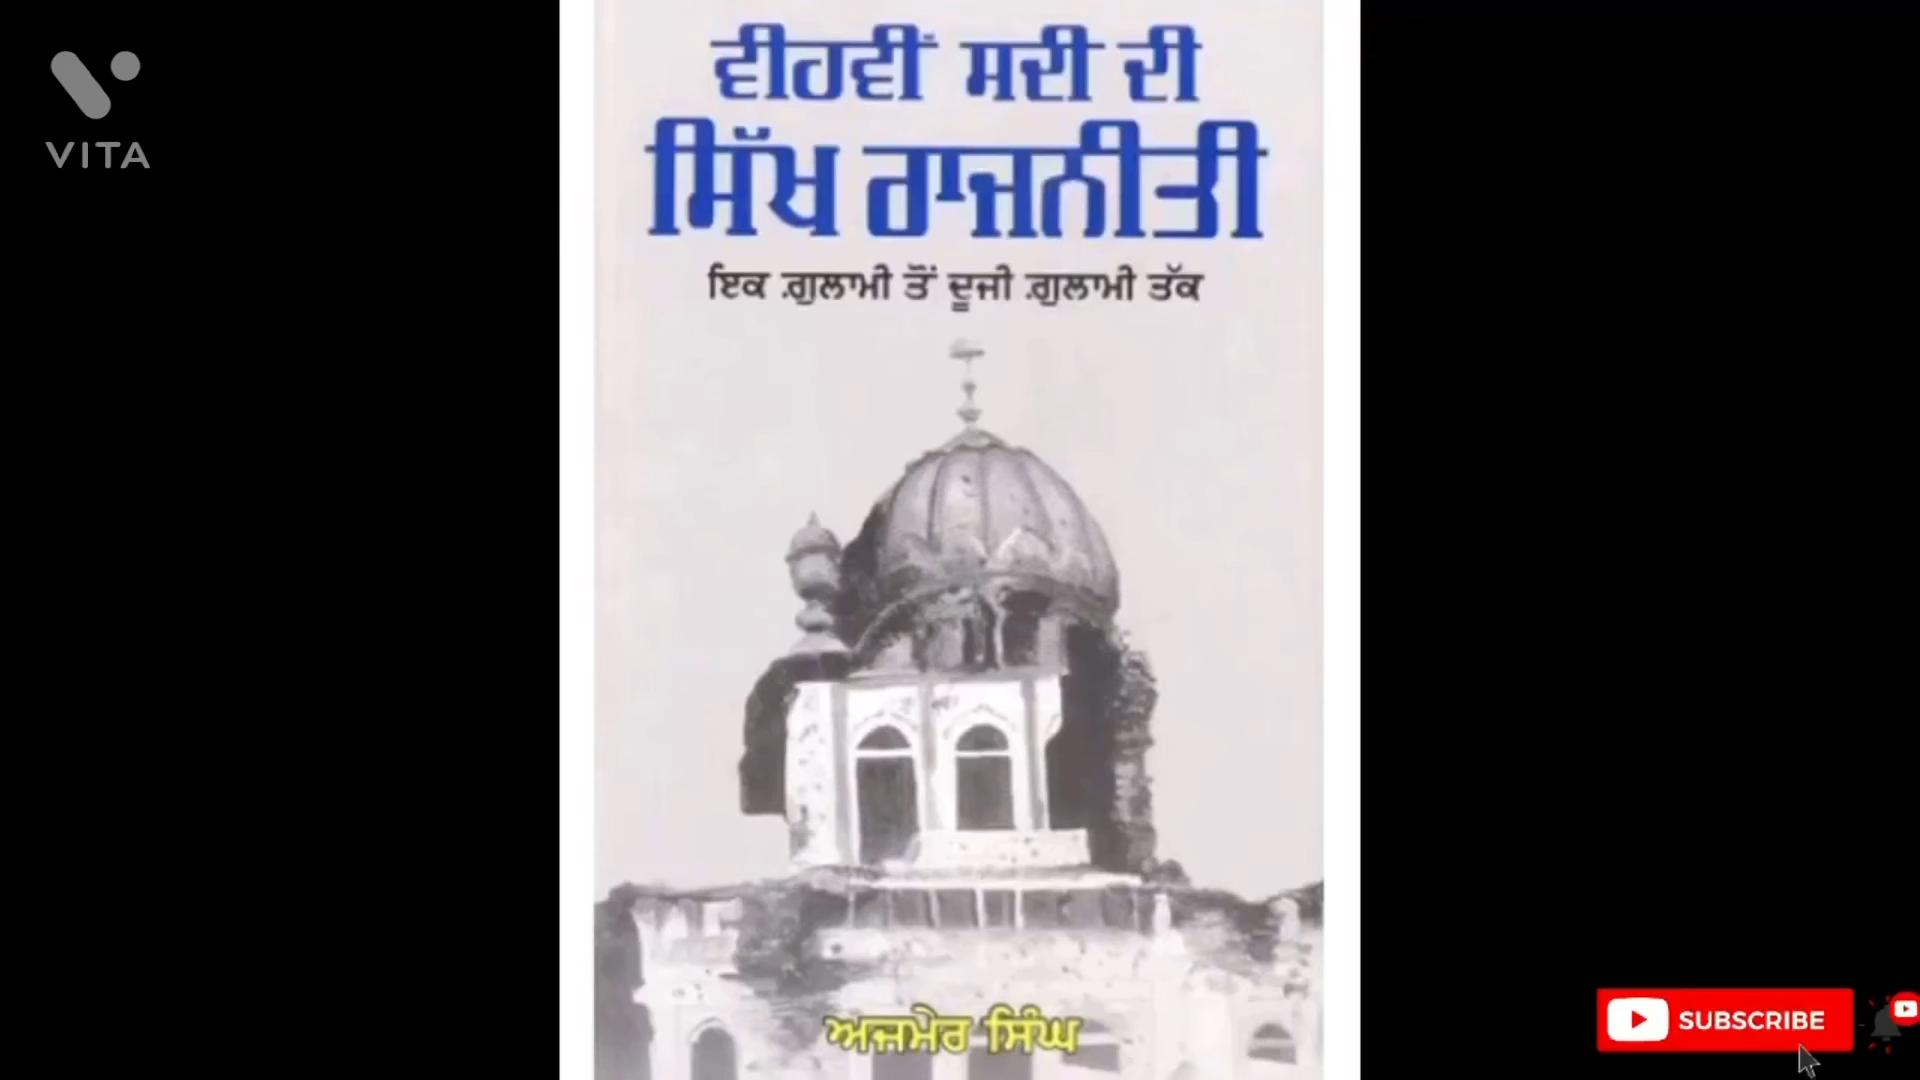 VITA
ਵੀਹਵੀਂ ਸਦੀ ਦੀ
ਸਿੱਖ ਰਾਜਨੀਤੀ
ਇਕ ਗ਼ੁਲਾਮੀ ਤੋਂ ਦੂਜੀ ਗ਼ੁਲਾਮੀ ਤੱਕ
ਅਜਮੇਰ ਸਿੰਘ
SUBSCRIBE